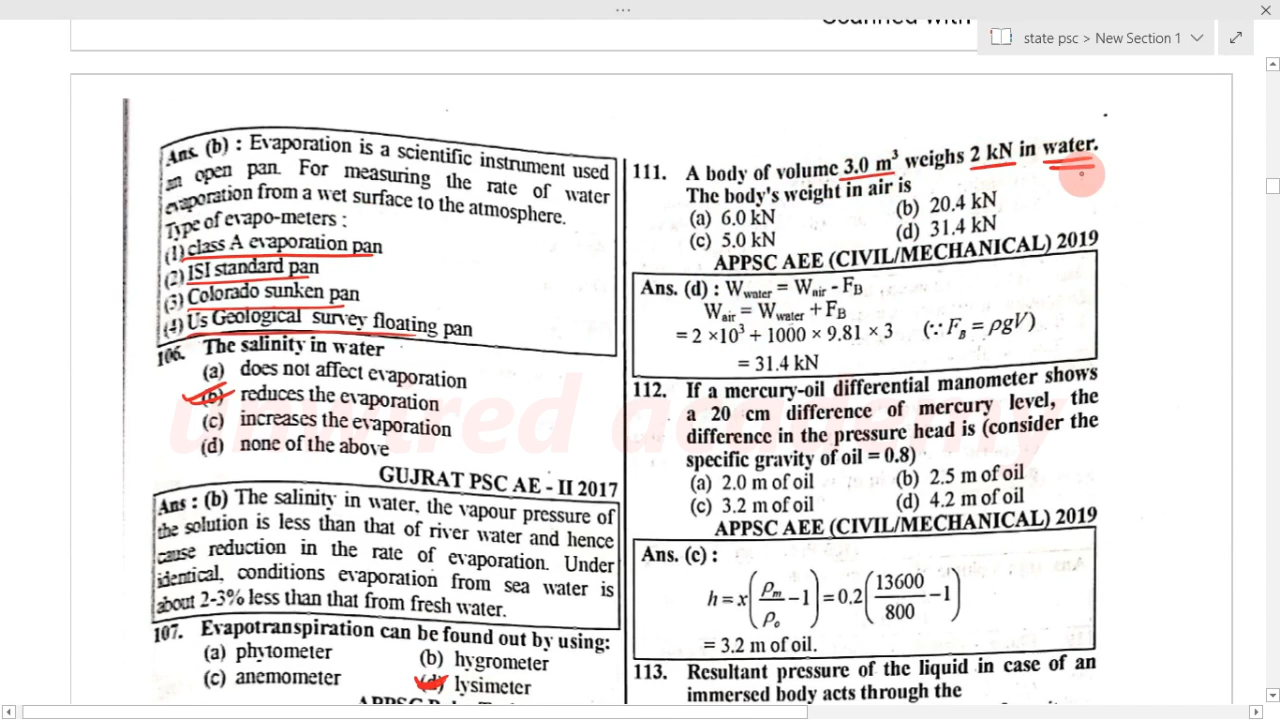 Scanned with
state psc > New Section 1
Ans. (b) : Evaporation is a scientific instrument used
an open pan. For measuring the rate of water
evaporation from a wet surface to the atmosphere.
Type of evapo-meters :
(1) class A evaporation pan
(2) ISI standard pan
(3) Colorado sunken pan
(4) Us Geological survey floating pan
106. The salinity in water
(a) does not affect evaporation
(b) reduces the evaporation
(c) increases the evaporation
(d) none of the above
GUJRAT PSC AE - II 2017
Ans : (b) The salinity in water, the vapour pressure of
the solution is less than that of river water and hence
cause reduction in the rate of evaporation. Under
identical, conditions evaporation from sea water is
about 2-3% less than that from fresh water.
107. Evapotranspiration can be found out by using:
(a) phytometer (b) hygrometer
(c) anemometer (d) lysimeter
111. A body of volume 3.0 m³ weighs 2 kN in water.
The body's weight in air is
(a) 6.0 kN (b) 20.4 kN
(c) 5.0 kN (d) 31.4 kN
APPSC AEE (CIVIL/MECHANICAL) 2019
Ans. (d) : W_water = W_air - F_B
W_air = W_water + F_B
= 2 ×10³ + 1000 × 9.81 × 3 (∵ F_B = ρgV)
= 31.4 kN
112. If a mercury-oil differential manometer shows
a 20 cm difference of mercury level, the
difference in the pressure head is (consider the
specific gravity of oil = 0.8)
(a) 2.0 m of oil (b) 2.5 m of oil
(c) 3.2 m of oil (d) 4.2 m of oil
APPSC AEE (CIVIL/MECHANICAL) 2019
Ans. (c) :
h = x(ρ_m/ρ_o - 1) = 0.2(13600/800 - 1)
= 3.2 m of oil.
113. Resultant pressure of the liquid in case of an
immersed body acts through the